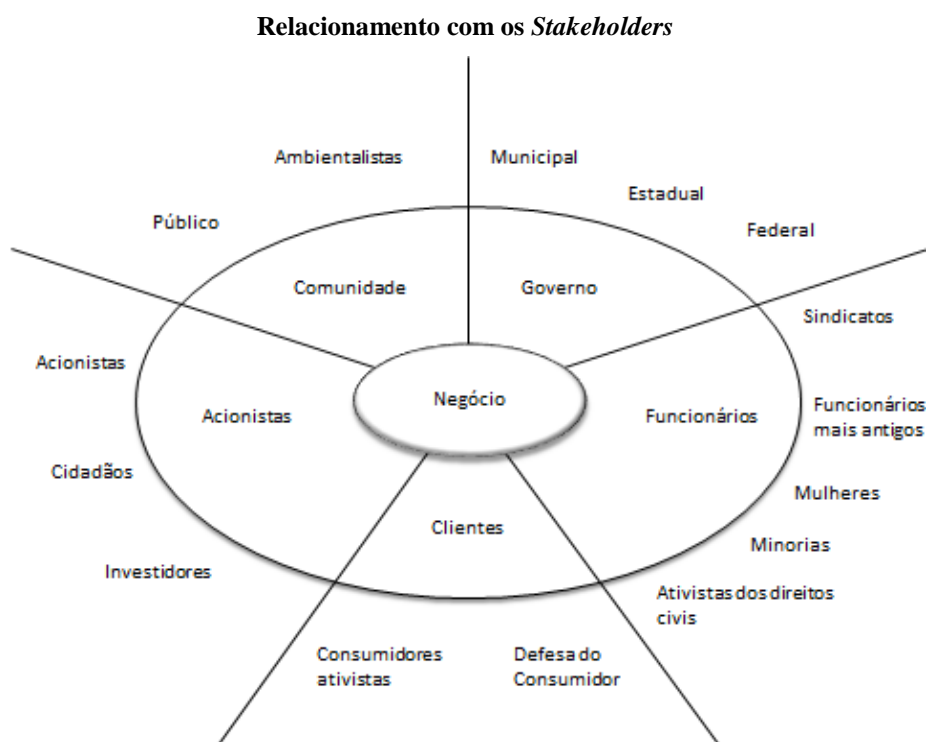 Relacionamento com os Stakeholders
Ambientalistas
Municipal
Estadual
Público
Federal
Comunidade
Governo
Sindicatos
Acionistas
Negócio
Acionistas
Funcionários
Funcionários
mais antigos
Cidadãos
Mulheres
Clientes
Minorias
Investidores
Ativistas dos direitos
civis
Consumidores
ativistas
Defesa do
Consumidor